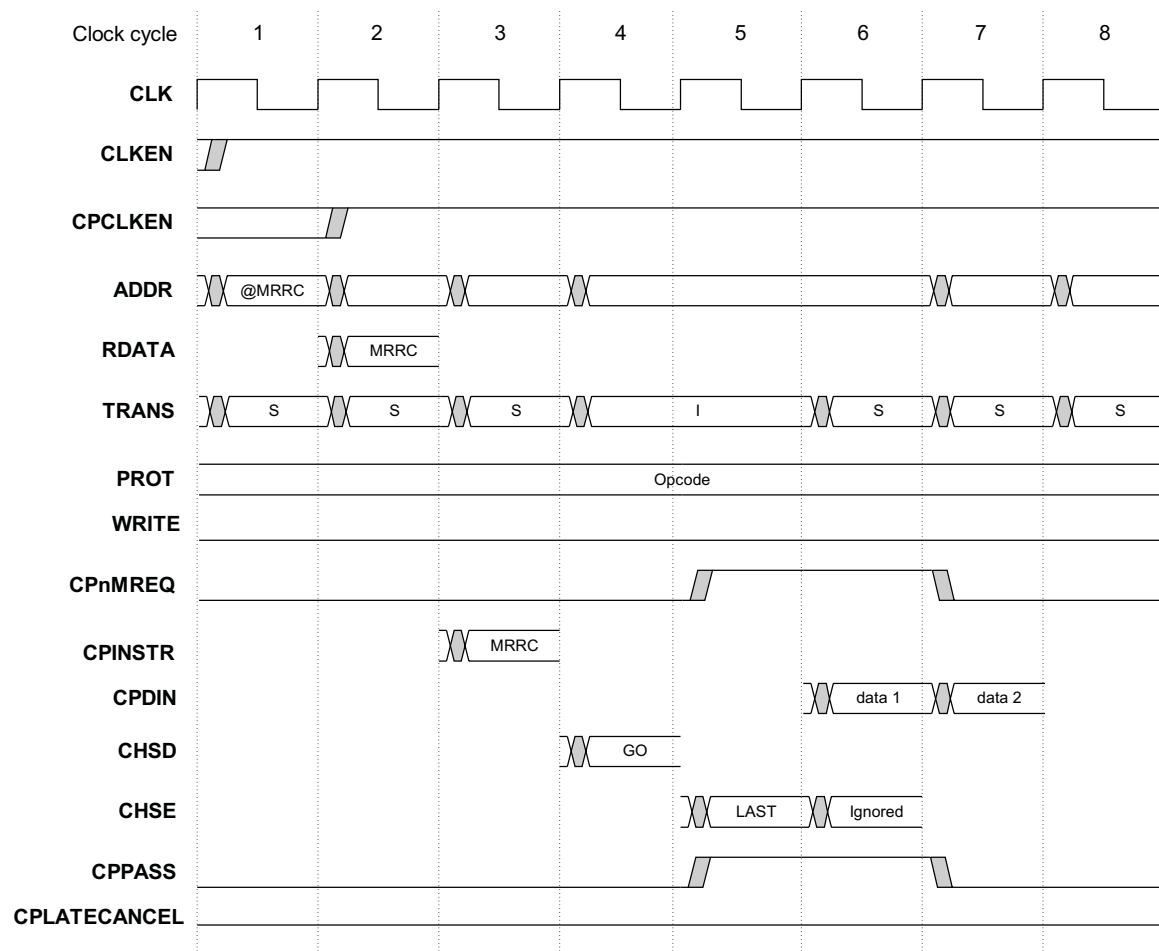 Clock cycle 1 2 3 4 5 6 7 8
CLK
CLKEN
CPCLKEN
ADDR @MRRC
RDATA MRRC
TRANS S S S I S S S
PROT Opcode
WRITE
CPnMREQ
CPINSTR MRRC
CPDIN data 1 data 2
CHSD GO
CHSE LAST Ignored
CPPASS
CPLATECANCEL